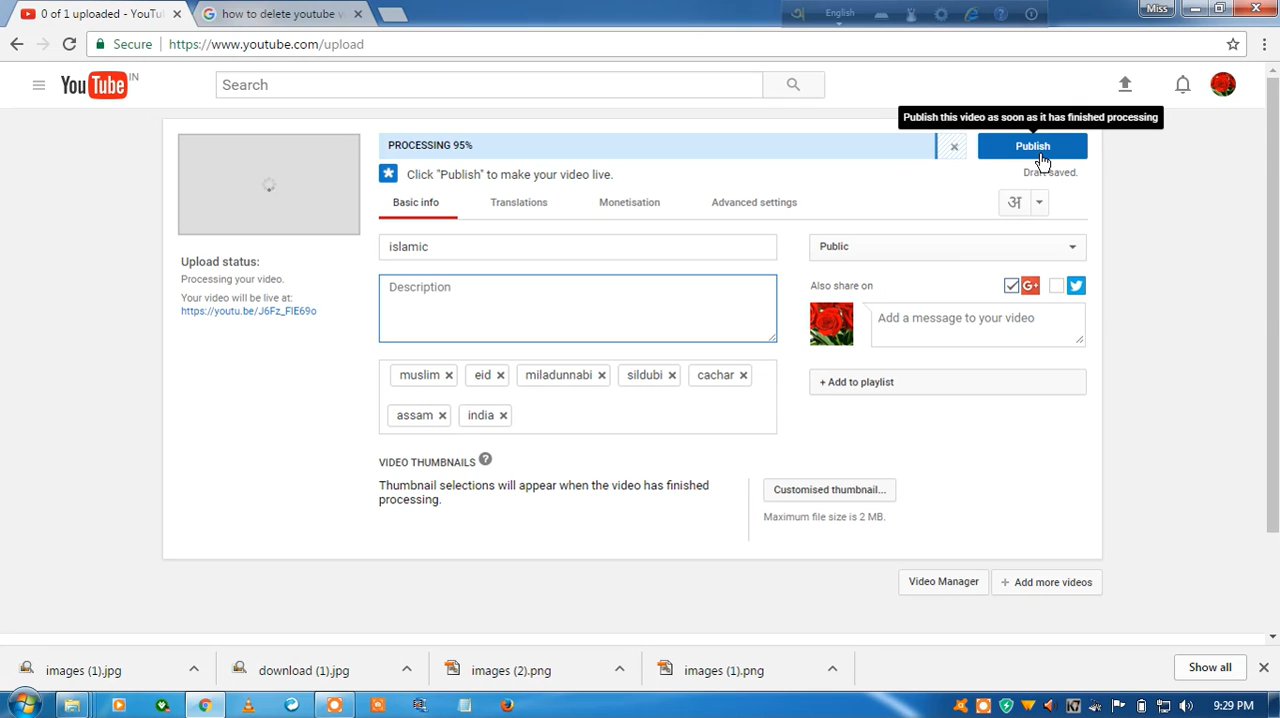 0 of 1 uploaded - YouTu
how to delete youtube v
English
Miss
Secure
https://www.youtube.com/upload
YouTube IN
Search
Publish this video as soon as it has finished processing
PROCESSING 95%
Publish
Click "Publish" to make your video live.
Draft saved.
Basic info
Translations
Monetisation
Advanced settings
अ
islamic
Public
Upload status:
Processing your video.
Your video will be live at:
https://youtu.be/J6Fz_FIE69o
Description
Also share on
G+
Add a message to your video
muslim
eid
miladunnabi
sildubi
cachar
assam
india
+ Add to playlist
VIDEO THUMBNAILS ?
Thumbnail selections will appear when the video has finished
processing.
Customised thumbnail...
Maximum file size is 2 MB.
Video Manager
+ Add more videos
images (1).jpg
download (1).jpg
images (2).png
images (1).png
Show all
9:29 PM